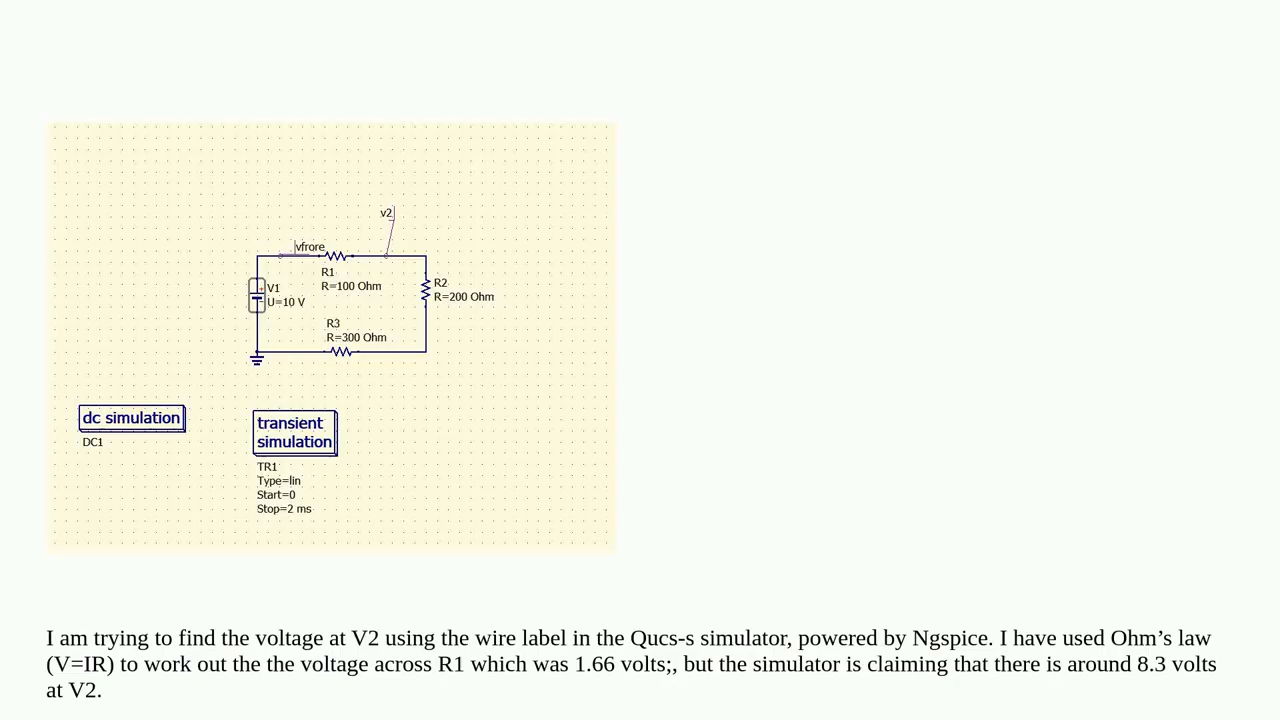 v2
vfrore
R1
R=100 Ohm
R2
R=200 Ohm
V1
U=10 V
R3
R=300 Ohm
dc simulation
DC1
transient
simulation
TR1
Type=lin
Start=0
Stop=2 ms
I am trying to find the voltage at V2 using the wire label in the Qucs-s simulator, powered by Ngspice. I have used Ohm’s law
(V=IR) to work out the the voltage across R1 which was 1.66 volts;, but the simulator is claiming that there is around 8.3 volts
at V2.